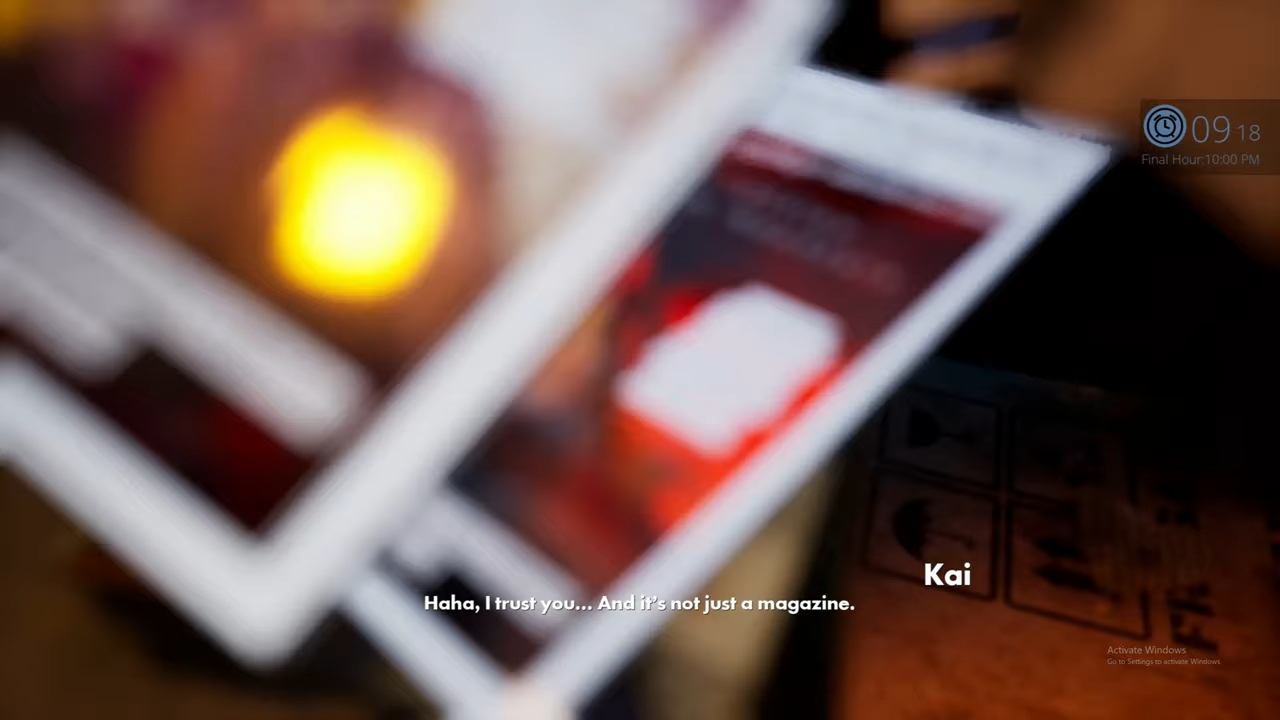 09 18
Final Hour:10:00 PM
Kai
Haha, I trust you... And it's not just a magazine.
Activate Windows
Go to Settings to activate Windows